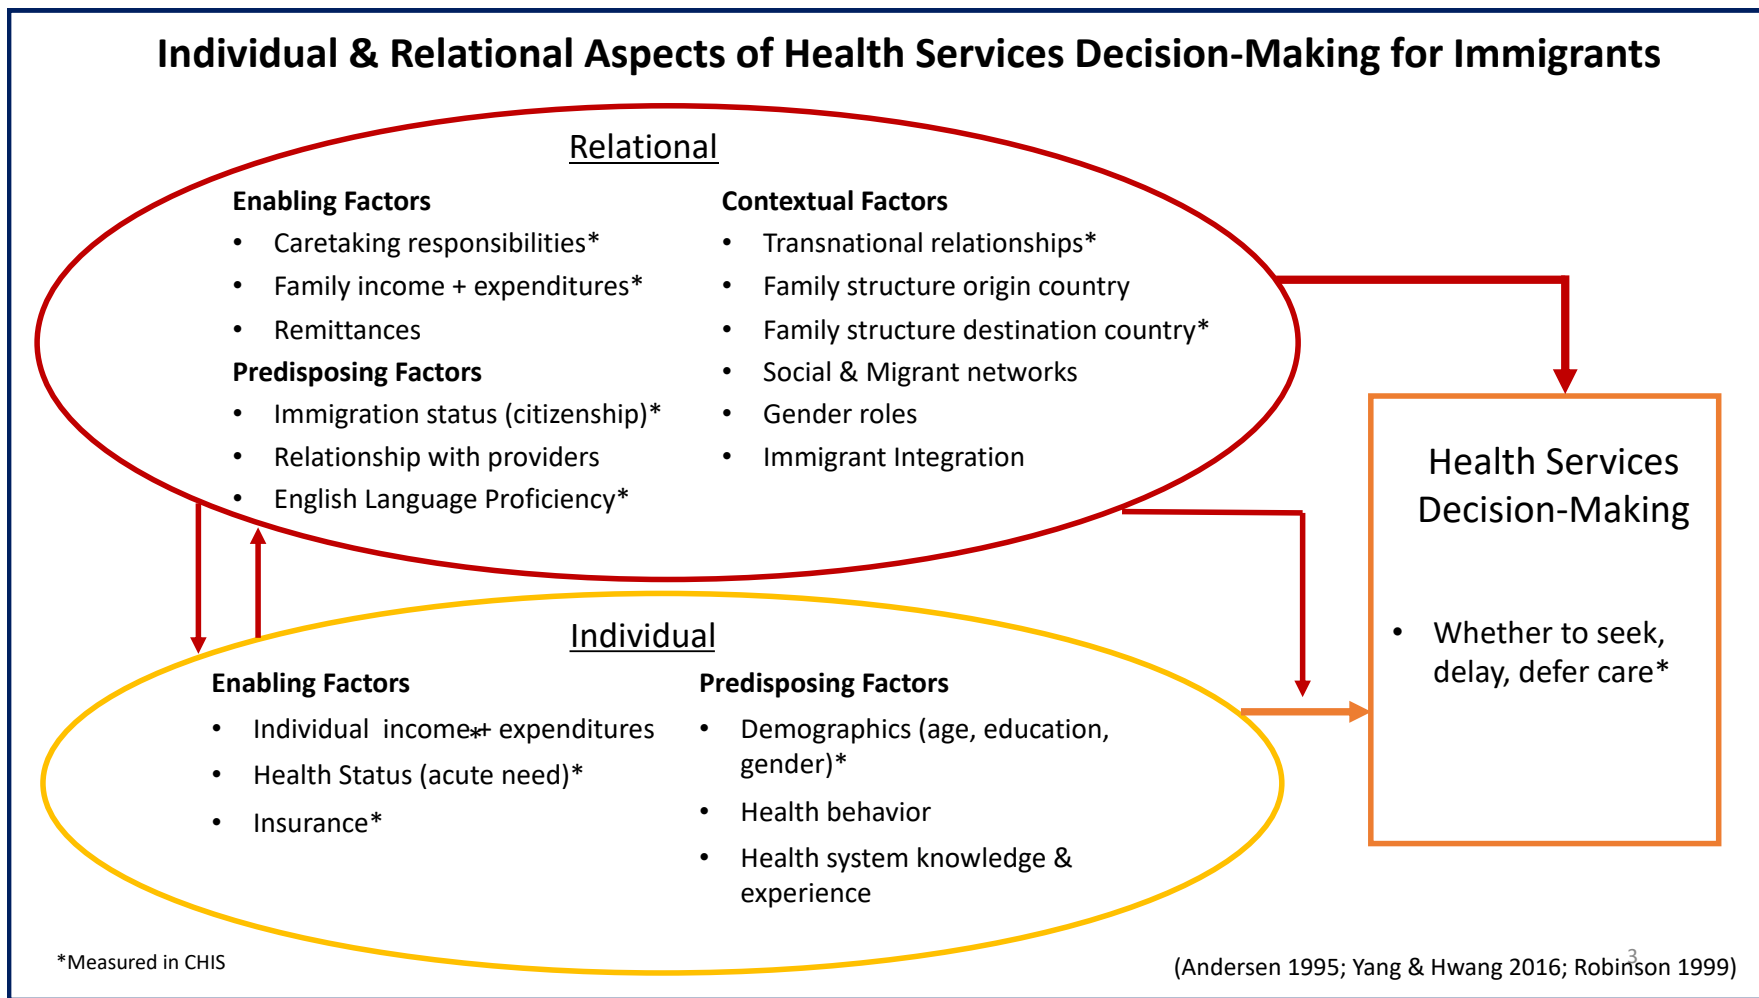 Individual & Relational Aspects of Health Services Decision-Making for Immigrants
Relational
Enabling Factors
• Caretaking responsibilities*
• Family income + expenditures*
• Remittances
Predisposing Factors
• Immigration status (citizenship)*
• Relationship with providers
• English Language Proficiency*
Contextual Factors
• Transnational relationships*
• Family structure origin country
• Family structure destination country*
• Social & Migrant networks
• Gender roles
• Immigrant Integration
Individual
Enabling Factors
• Individual income*+ expenditures
• Health Status (acute need)*
• Insurance*
Predisposing Factors
• Demographics (age, education,
gender)*
• Health behavior
• Health system knowledge &
experience
Health Services
Decision-Making
• Whether to seek,
delay, defer care*
*Measured in CHIS
3
(Andersen 1995; Yang & Hwang 2016; Robinson 1999)